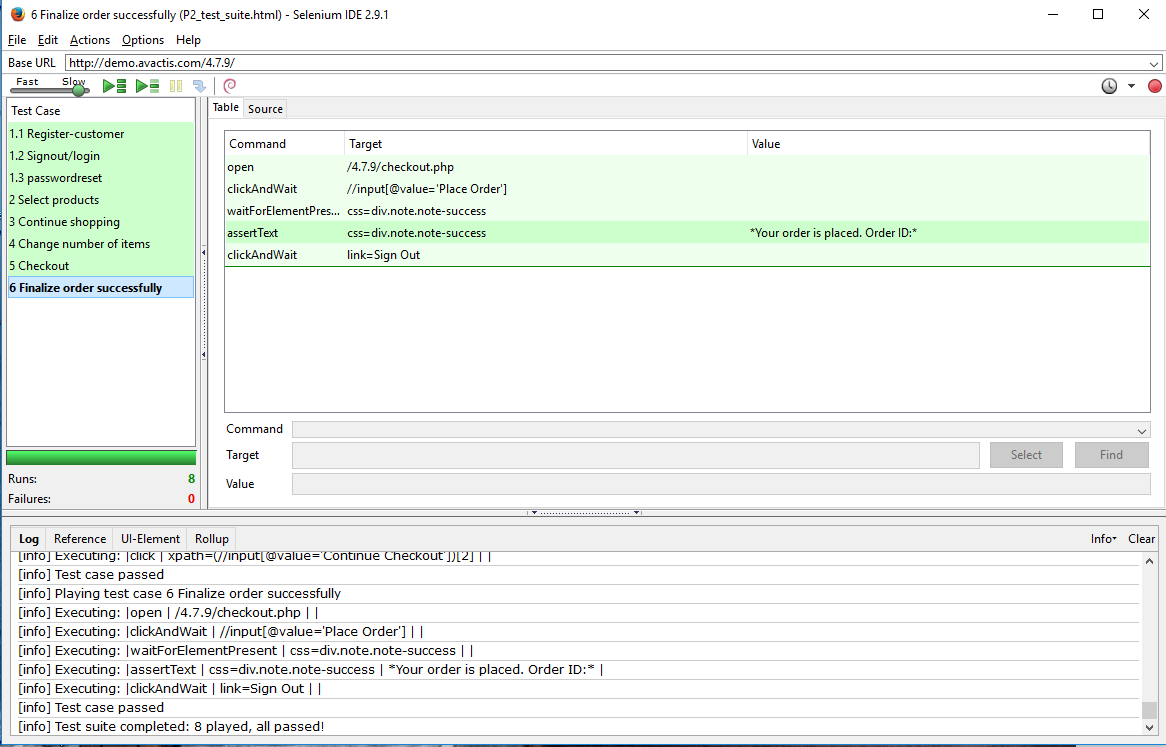 6 Finalize order successfully (P2_test_suite.html) - Selenium IDE 2.9.1
File Edit Actions Options Help
Base URL http://demo.avactis.com/4.7.9/
Fast Slow
Test Case
1.1 Register-customer
1.2 Signout/login
1.3 passwordreset
2 Select products
3 Continue shopping
4 Change number of items
5 Checkout
6 Finalize order successfully
Runs: 8
Failures: 0
Table Source
Command Target Value
open /4.7.9/checkout.php
clickAndWait //input[@value='Place Order']
waitForElementPres... css=div.note.note-success
assertText css=div.note.note-success *Your order is placed. Order ID:*
clickAndWait link=Sign Out
Command
Target Select Find
Value
Log Reference UI-Element Rollup Info Clear
[info] Executing: |click | xpath=(//input[@value='Continue Checkout'])[2] | |
[info] Test case passed
[info] Playing test case 6 Finalize order successfully
[info] Executing: |open | /4.7.9/checkout.php | |
[info] Executing: |clickAndWait | //input[@value='Place Order'] | |
[info] Executing: |waitForElementPresent | css=div.note.note-success | |
[info] Executing: |assertText | css=div.note.note-success | *Your order is placed. Order ID:* |
[info] Executing: |clickAndWait | link=Sign Out | |
[info] Test case passed
[info] Test suite completed: 8 played, all passed!